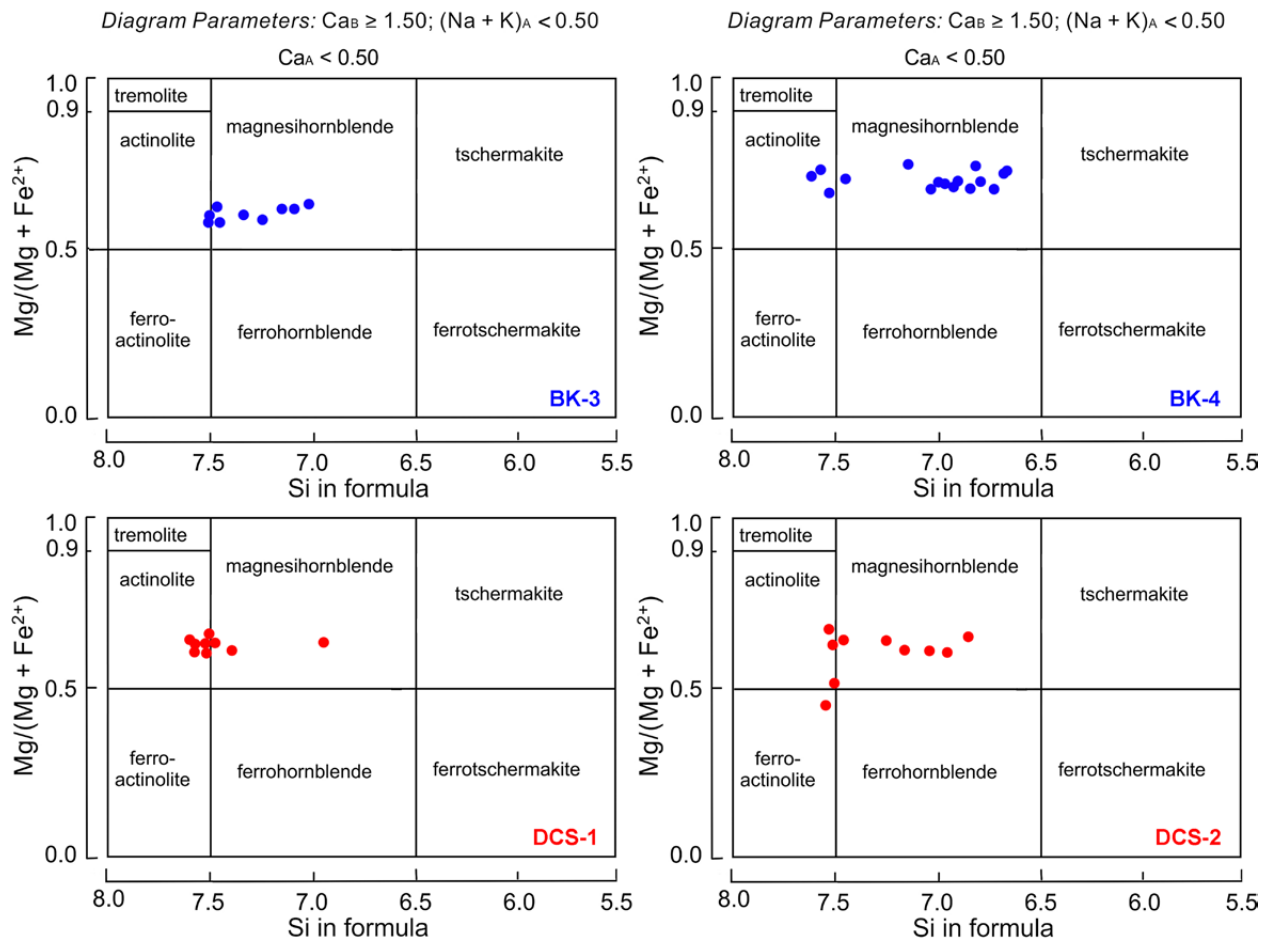 Diagram Parameters: CaB ≥ 1.50; (Na + K)A < 0.50
CaA < 0.50
1.0
0.9
0.5
0.0
Mg/(Mg + Fe2+)
tremolite
actinolite
magnesihornblende
tschermakite
ferro-
actinolite
ferrohornblende
ferrotschermakite
BK-3
8.0 7.5 7.0 6.5 6.0 5.5
Si in formula
Diagram Parameters: CaB ≥ 1.50; (Na + K)A < 0.50
CaA < 0.50
1.0
0.9
0.5
0.0
Mg/(Mg + Fe2+)
tremolite
actinolite
magnesihornblende
tschermakite
ferro-
actinolite
ferrohornblende
ferrotschermakite
BK-4
8.0 7.5 7.0 6.5 6.0 5.5
Si in formula
1.0
0.9
0.5
0.0
Mg/(Mg + Fe2+)
tremolite
actinolite
magnesihornblende
tschermakite
ferro-
actinolite
ferrohornblende
ferrotschermakite
DCS-1
8.0 7.5 7.0 6.5 6.0 5.5
Si in formula
1.0
0.9
0.5
0.0
Mg/(Mg + Fe2+)
tremolite
actinolite
magnesihornblende
tschermakite
ferro-
actinolite
ferrohornblende
ferrotschermakite
DCS-2
8.0 7.5 7.0 6.5 6.0 5.5
Si in formula